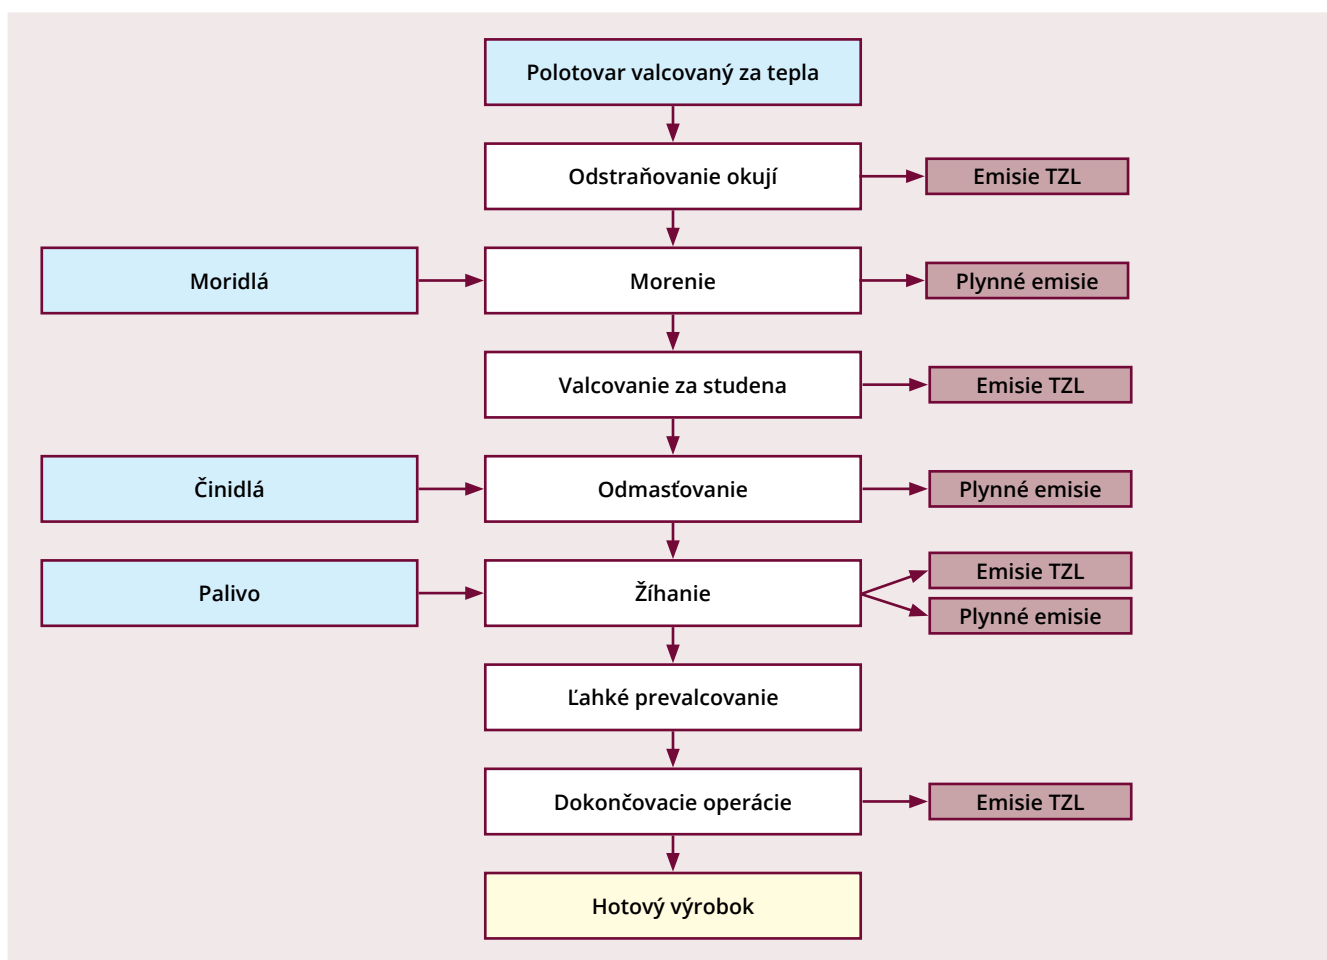 Polotovar valcovaný za tepla
Odstraňovanie okují
Emisie TZL
Moridlá
Morenie
Plynné emisie
Valcovanie za studena
Emisie TZL
Činidlá
Odmasťovanie
Plynné emisie
Palivo
Žíhanie
Emisie TZL
Plynné emisie
Ľahké prevalcovanie
Dokončovacie operácie
Emisie TZL
Hotový výrobok